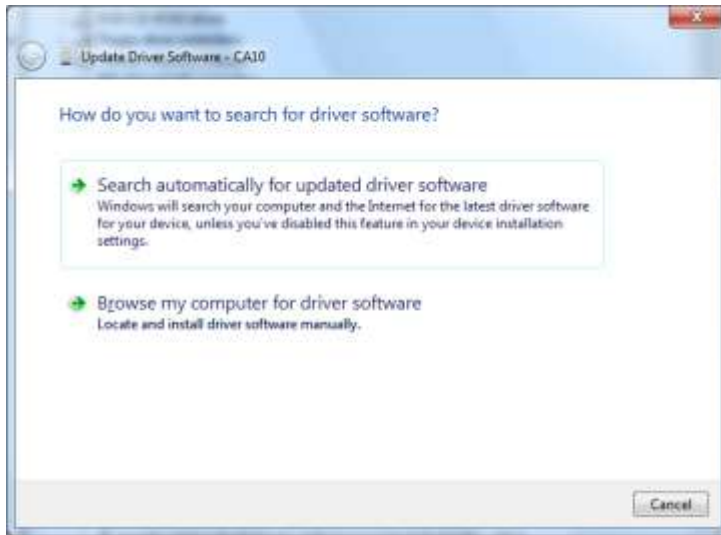 Update Driver Software - CA10
How do you want to search for driver software?
Search automatically for updated driver software
Windows will search your computer and the Internet for the latest driver software
for your device, unless you've disabled this feature in your device installation
settings.
Browse my computer for driver software
Locate and install driver software manually.
Cancel